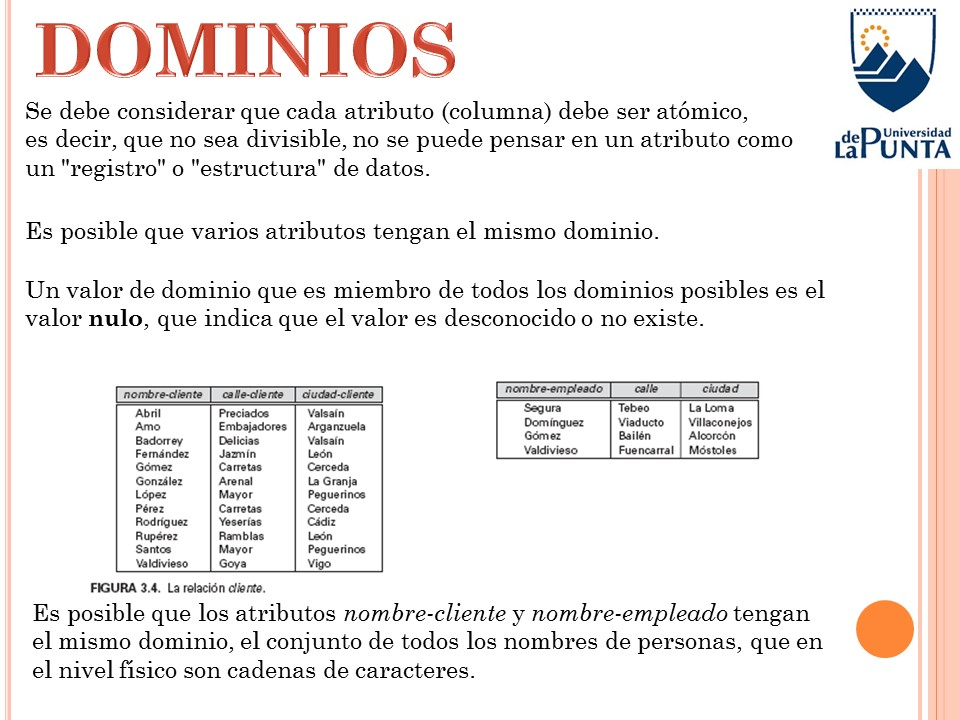 DOMINIOS
de Universidad
LA PUNTA
Se debe considerar que cada atributo (columna) debe ser atómico,
es decir, que no sea divisible, no se puede pensar en un atributo como
un "registro" o "estructura" de datos.
Es posible que varios atributos tengan el mismo dominio.
Un valor de dominio que es miembro de todos los dominios posibles es el
valor nulo, que indica que el valor es desconocido o no existe.
nombre-cliente calle-cliente ciudad-cliente
Abril Preciados Valsaín
Amo Embajadores Arganzuela
Badorrey Delicias Valsaín
Fernández Jazmín León
Gómez Carretas Cerceda
González Arenal La Granja
López Mayor Peguerinos
Pérez Carretas Cerceda
Rodríguez Yeserías Cádiz
Rupérez Ramblas León
Santos Mayor Peguerinos
Valdivieso Goya Vigo
FIGURA 3.4. La relación cliente.
nombre-empleado calle ciudad
Segura Tebeo La Loma
Domínguez Viaducto Villaconejos
Gómez Bailén Alcorcón
Valdivieso Fuencarral Móstoles
Es posible que los atributos nombre-cliente y nombre-empleado tengan
el mismo dominio, el conjunto de todos los nombres de personas, que en
el nivel físico son cadenas de caracteres.